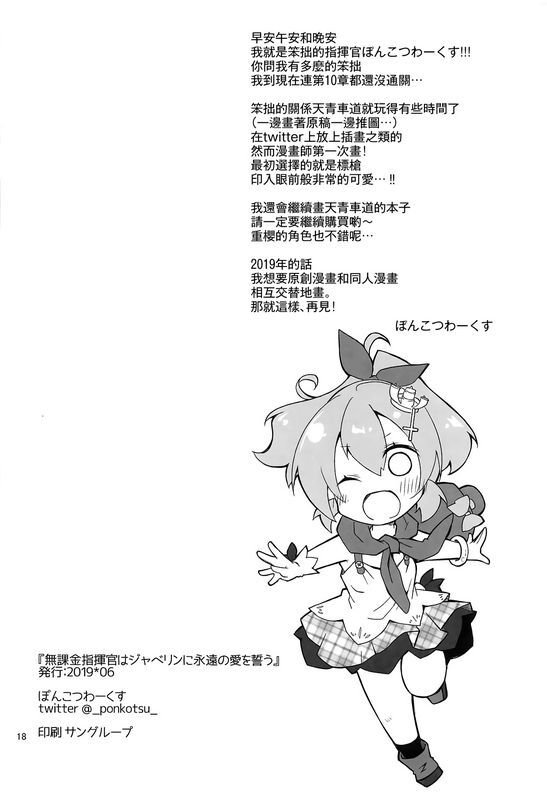 早安午安和晚安
我就是笨拙的指揮官ぽんこつわーくす!!!
你問我有多麼的笨拙
我到現在連第10章都還沒通關…
笨拙的關係天青車道就玩得有些時間了
(一邊畫著原稿一邊推圖…)
在twitter上放上插畫之類的
然而漫畫師第一次畫!
最初選擇的就是標槍
印入眼前般非常的可愛…!!
我還會繼續畫天青車道的本子
請一定要繼續購買喲～
重櫻的角色也不錯呢…
2019年的話
我想要原創漫畫和同人漫畫
相互交替地畫。
那就這樣､再見!
ぽんこつわーくす
『無課金指揮官はジャベリンに永遠の愛を誓う』
発行:2019*06
ぽんこつわーくす
twitter @_ponkotsu_
印刷 サングループ
18